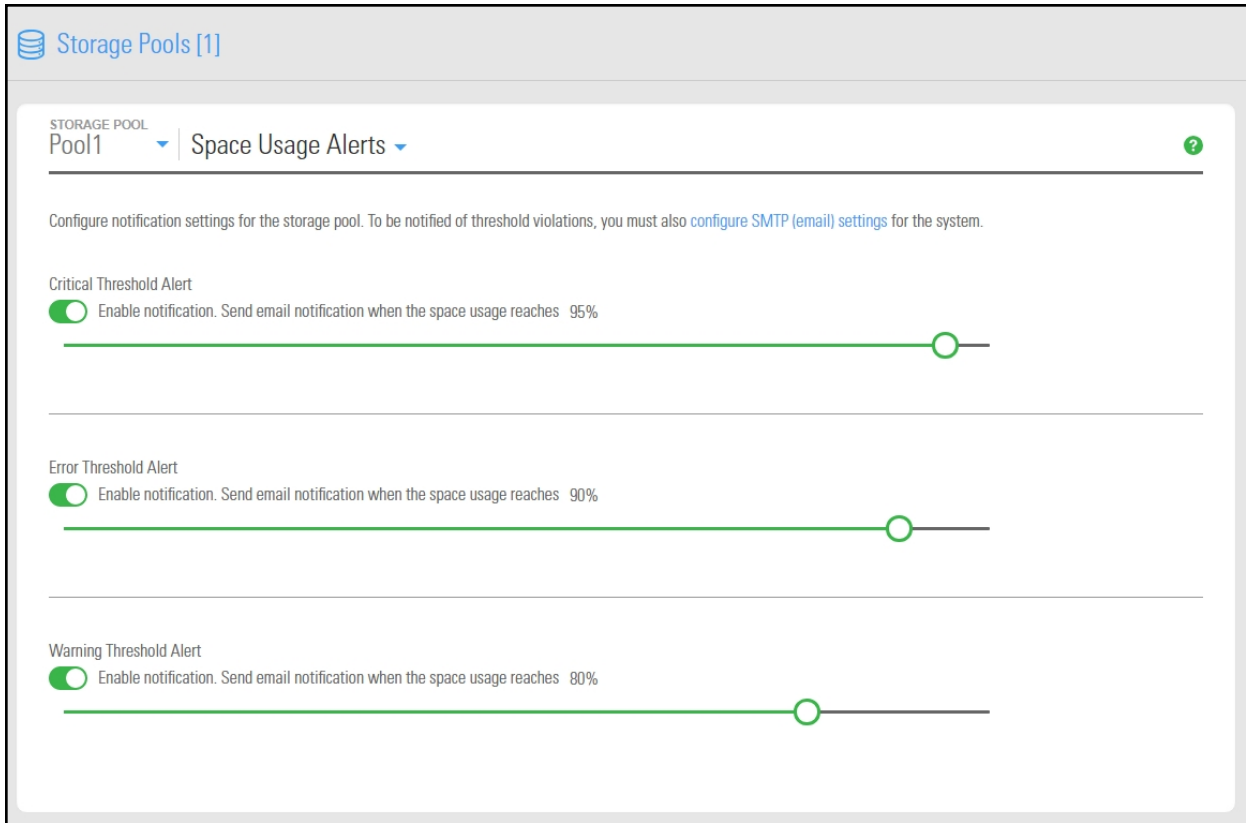 Storage Pools [1]
STORAGE POOL
Pool1
Space Usage Alerts
?
Configure notification settings for the storage pool. To be notified of threshold violations, you must also configure SMTP (email) settings for the system.
Critical Threshold Alert
Enable notification. Send email notification when the space usage reaches 95%
Error Threshold Alert
Enable notification. Send email notification when the space usage reaches 90%
Warning Threshold Alert
Enable notification. Send email notification when the space usage reaches 80%